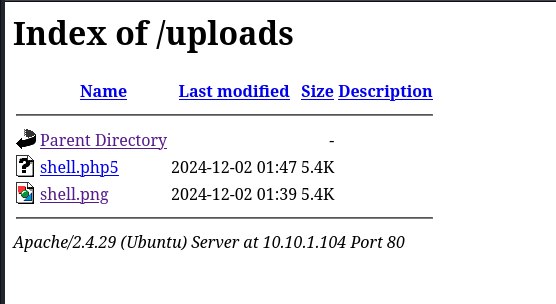 Index of /uploads
Name Last modified Size Description
Parent Directory -
shell.php5 2024-12-02 01:47 5.4K
shell.png 2024-12-02 01:39 5.4K
Apache/2.4.29 (Ubuntu) Server at 10.10.1.104 Port 80